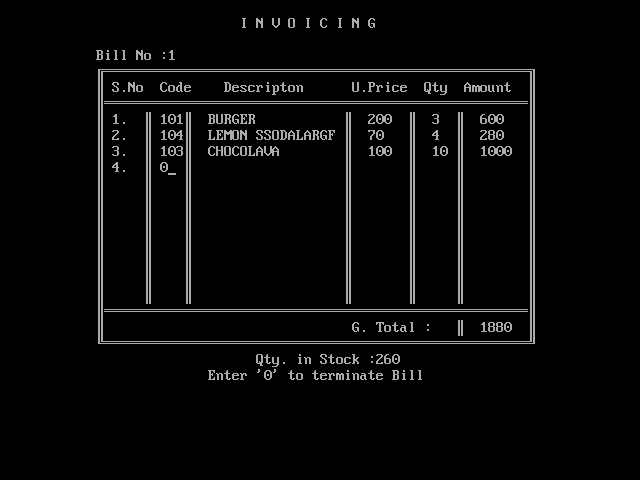 I N V O I C I N G
Bill No :1
S.No Code Descripton U.Price Qty Amount
1. 101 BURGER 200 3 600
2. 104 LEMON SSODALARGF 70 4 280
3. 103 CHOCOLAVA 100 10 1000
4. 0_
G. Total : 1880
Qty. in Stock :260
Enter '0' to terminate Bill